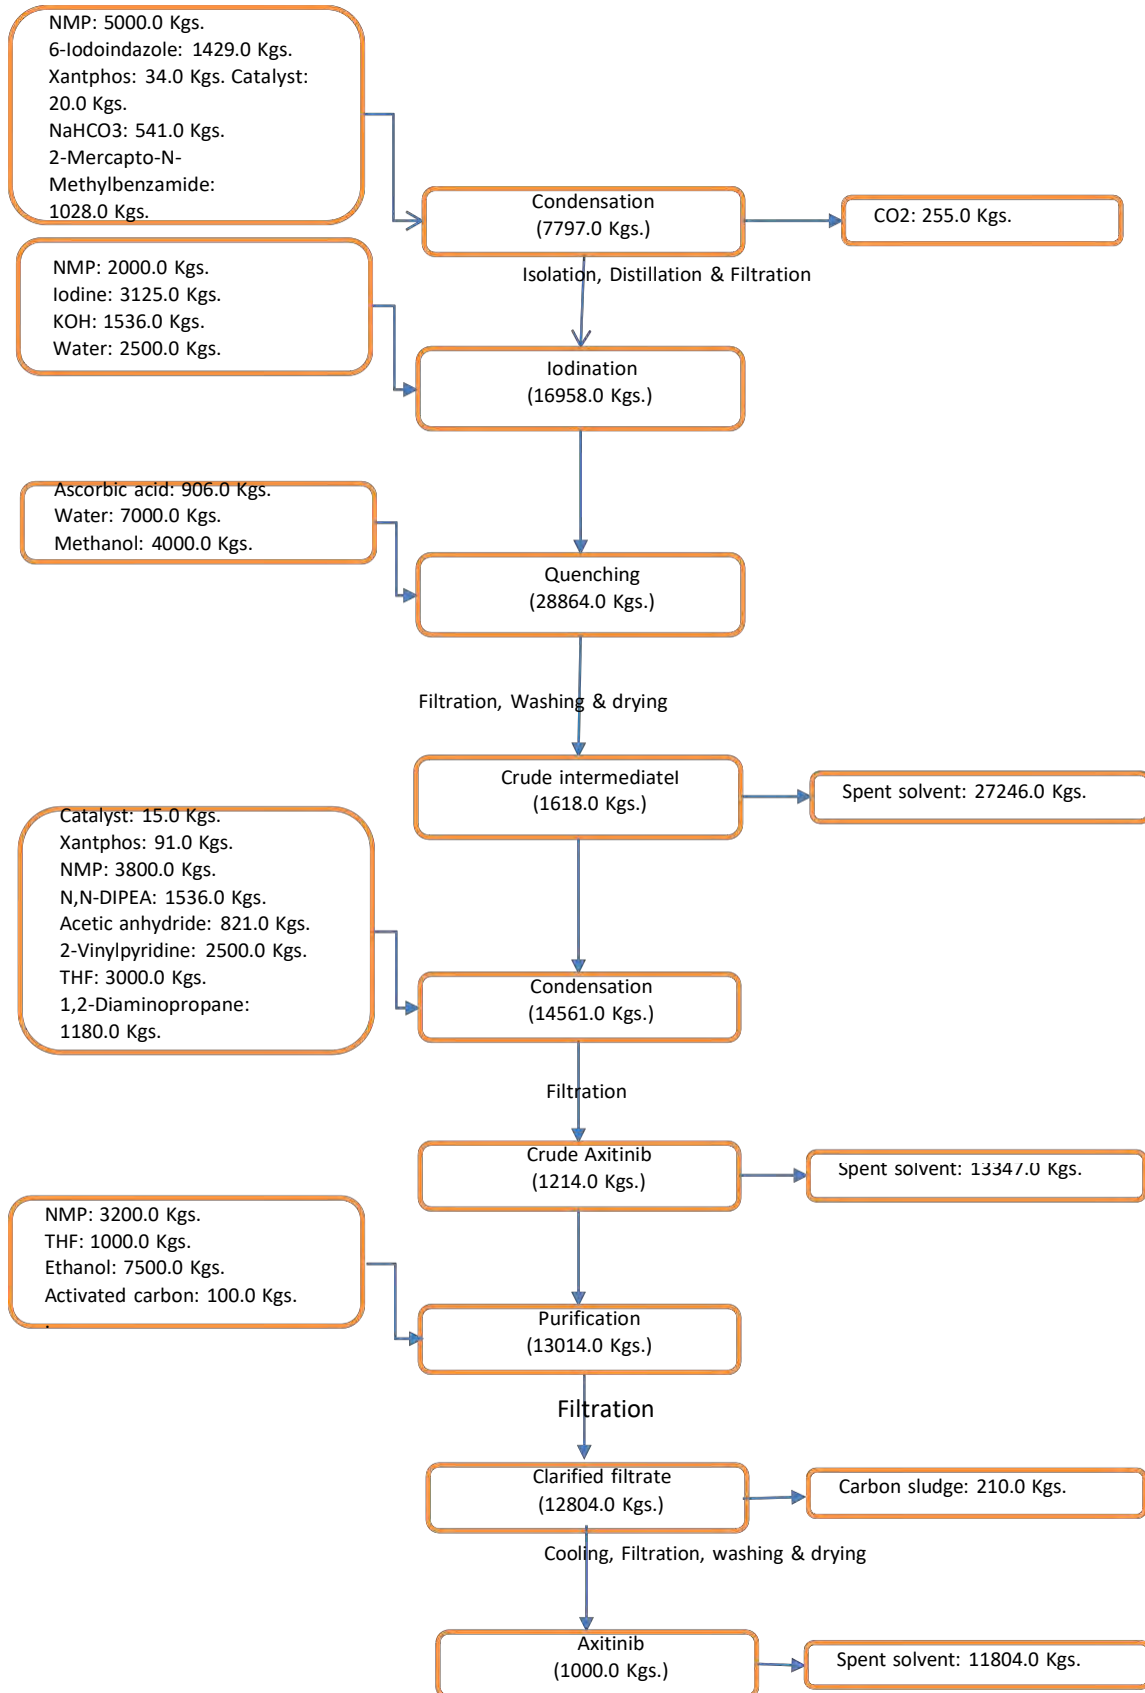 NMP: 5000.0 Kgs.
6-Iodoindazole: 1429.0 Kgs.
Xantphos: 34.0 Kgs. Catalyst:
20.0 Kgs.
NaHCO3: 541.0 Kgs.
2-Mercapto-N-
Methylbenzamide:
1028.0 Kgs.
Condensation
(7797.0 Kgs.)
CO2: 255.0 Kgs.
Isolation, Distillation & Filtration
NMP: 2000.0 Kgs.
Iodine: 3125.0 Kgs.
KOH: 1536.0 Kgs.
Water: 2500.0 Kgs.
Iodination
(16958.0 Kgs.)
Ascorbic acid: 906.0 Kgs.
Water: 7000.0 Kgs.
Methanol: 4000.0 Kgs.
Quenching
(28864.0 Kgs.)
Filtration, Washing & drying
Crude intermediateI
(1618.0 Kgs.)
Spent solvent: 27246.0 Kgs.
Catalyst: 15.0 Kgs.
Xantphos: 91.0 Kgs.
NMP: 3800.0 Kgs.
N,N-DIPEA: 1536.0 Kgs.
Acetic anhydride: 821.0 Kgs.
2-Vinylpyridine: 2500.0 Kgs.
THF: 3000.0 Kgs.
1,2-Diaminopropane:
1180.0 Kgs.
Condensation
(14561.0 Kgs.)
Filtration
Crude Axitinib
(1214.0 Kgs.)
Spent solvent: 13347.0 Kgs.
NMP: 3200.0 Kgs.
THF: 1000.0 Kgs.
Ethanol: 7500.0 Kgs.
Activated carbon: 100.0 Kgs.
.
Purification
(13014.0 Kgs.)
Filtration
Clarified filtrate
(12804.0 Kgs.)
Carbon sludge: 210.0 Kgs.
Cooling, Filtration, washing & drying
Axitinib
(1000.0 Kgs.)
Spent solvent: 11804.0 Kgs.